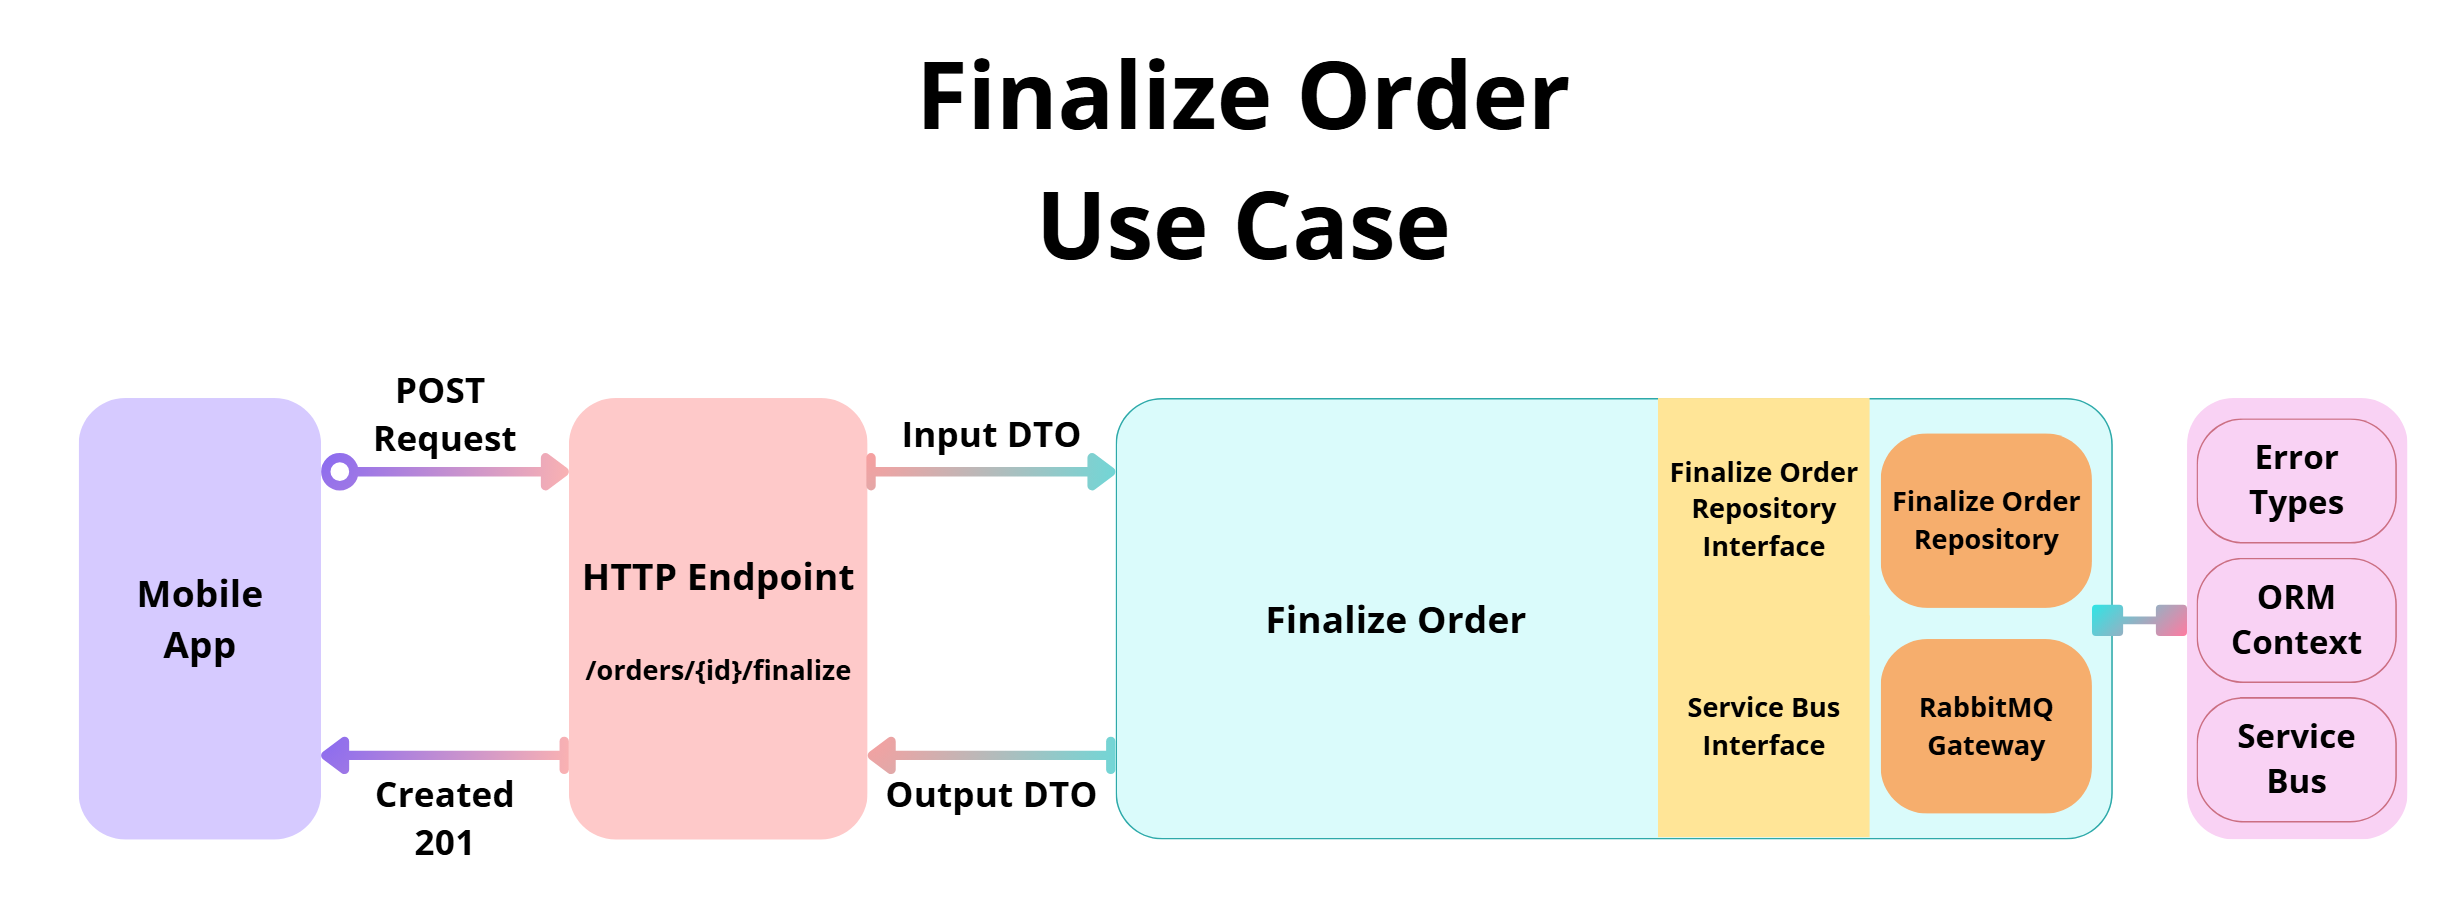 Finalize Order
Use Case
POST
Request
Input DTO
Mobile
App
HTTP Endpoint
/orders/{id}/finalize
Created
201
Output DTO
Finalize Order
Finalize Order
Repository
Interface
Service Bus
Interface
Finalize Order
Repository
RabbitMQ
Gateway
Error
Types
ORM
Context
Service
Bus